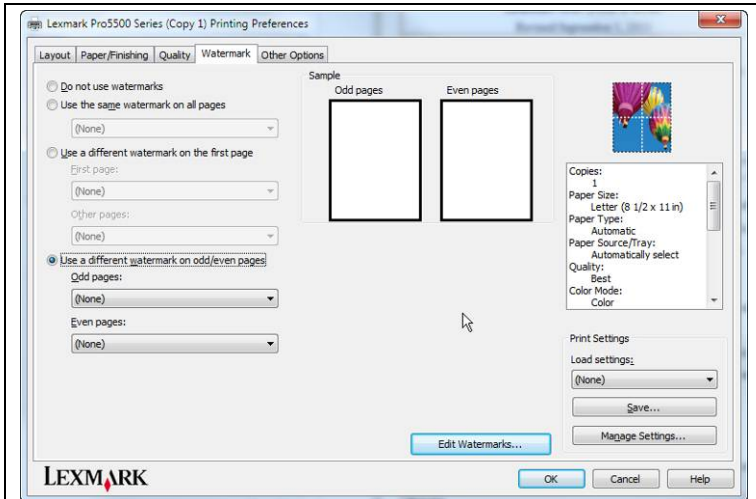 Lexmark Pro5500 Series (Copy 1) Printing Preferences
Layout Paper/Finishing Quality Watermark Other Options
Do not use watermarks
Use the same watermark on all pages
(None)
Use a different watermark on the first page
First page:
(None)
Other pages:
(None)
Use a different watermark on odd/even pages
Odd pages:
(None)
Even pages:
(None)
Sample
Odd pages Even pages
Edit Watermarks...
Copies:
1
Paper Size:
Letter (8 1/2 x 11 in)
Paper Type:
Automatic
Paper Source/Tray:
Automatically select
Quality:
Best
Color Mode:
Color
Print Settings
Load settings:
(None)
Save...
Manage Settings...
LEXMARK
OK Cancel Help